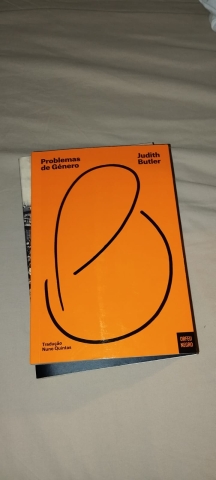 Problemas
de Gênero
Judith
Butler
Tradução
Nuno Quintas
ORFEU
NEGRO